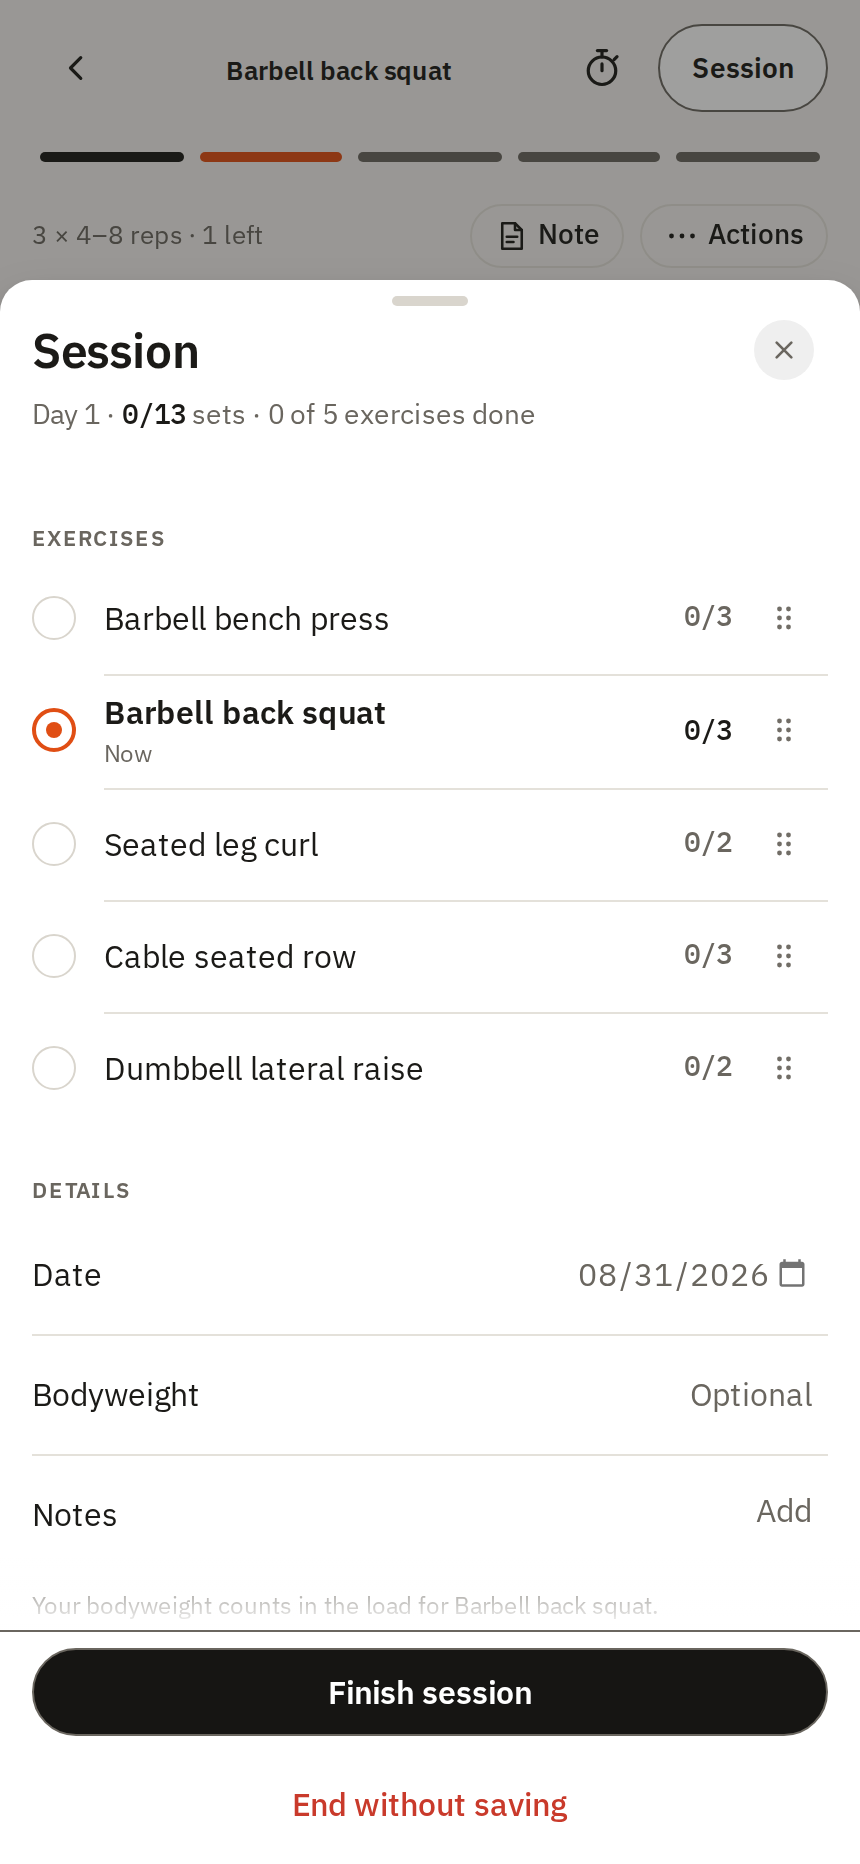 Barbell back squat
Session
3 × 4–8 reps · 1 left
Note
Actions
Session
Day 1 · 0/13 sets · 0 of 5 exercises done
EXERCISES
Barbell bench press 0/3
Barbell back squat 0/3
Now
Seated leg curl 0/2
Cable seated row 0/3
Dumbbell lateral raise 0/2
DETAILS
Date 08/31/2026
Bodyweight Optional
Notes Add
Your bodyweight counts in the load for Barbell back squat.
Finish session
End without saving